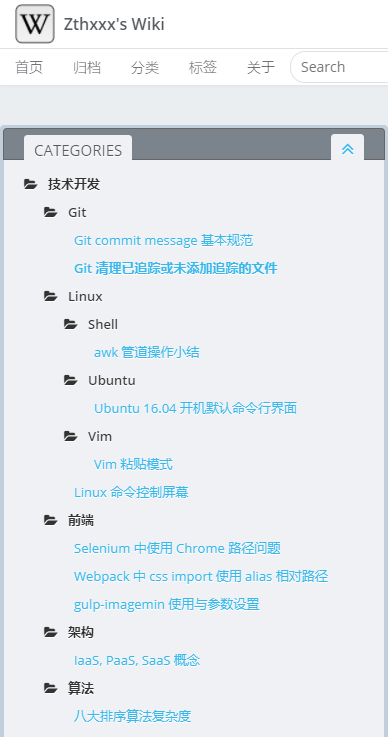 W Zthxxx's Wiki
首页 归档 分类 标签 关于 Search
CATEGORIES
技术开发
Git
Git commit message 基本规范
Git 清理已追踪或未添加追踪的文件
Linux
Shell
awk 管道操作小结
Ubuntu
Ubuntu 16.04 开机默认命令行界面
Vim
Vim 粘贴模式
Linux 命令控制屏幕
前端
Selenium 中使用 Chrome 路径问题
Webpack 中 css import 使用 alias 相对路径
gulp-imagemin 使用与参数设置
架构
IaaS, PaaS, SaaS 概念
算法
八大排序算法复杂度